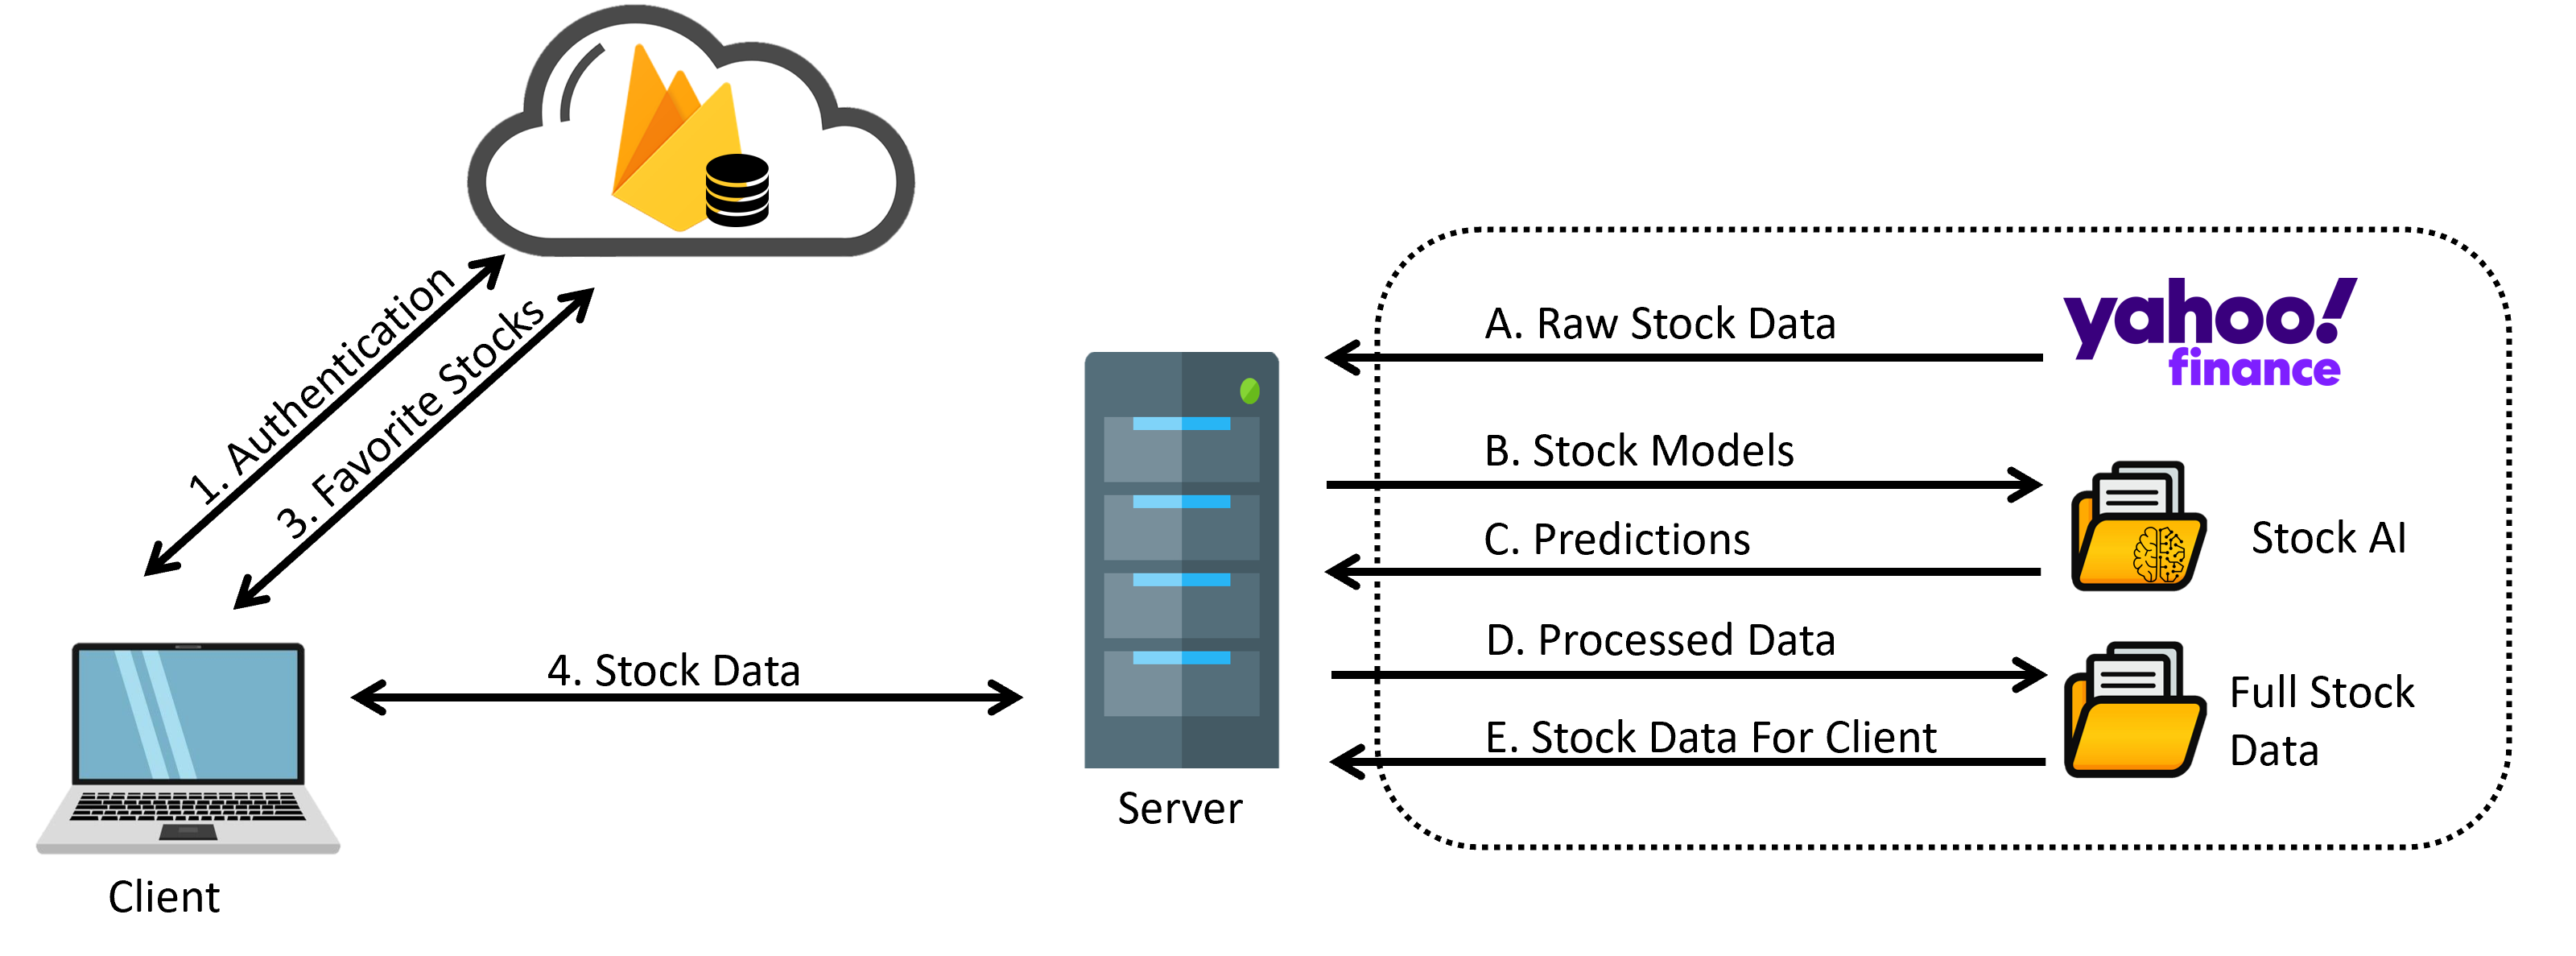 1. Authentication
3. Favorite Stocks
4. Stock Data
Client
Server
A. Raw Stock Data
yahoo!
finance
B. Stock Models
C. Predictions
Stock AI
D. Processed Data
E. Stock Data For Client
Full Stock
Data